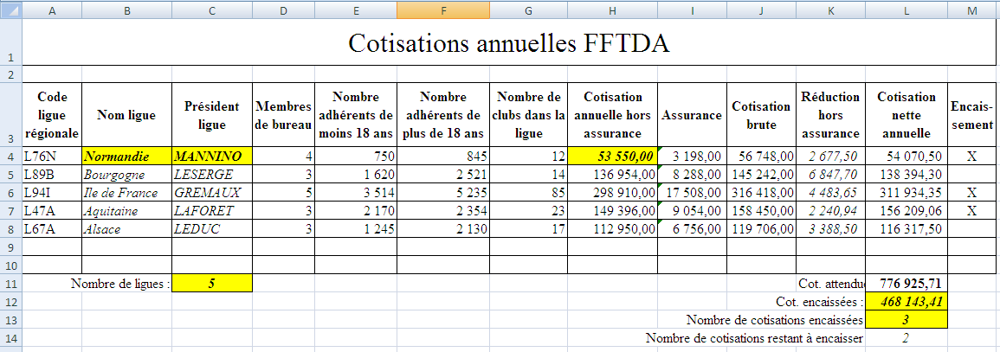 A B C D E F G H I J K L M
1 Cotisations annuelles FFTDA
2
3 Code ligue régionale Nom ligue Président ligue Membres de bureau Nombre adhérents de moins 18 ans Nombre adhérents de plus de 18 ans Nombre de clubs dans la ligue Cotisation annuelle hors assurance Assurance Cotisation brute Réduction hors assurance Cotisation nette annuelle Encais-sement
4 L76N Normandie MANNINO 4 750 845 12 53 550,00 3 198,00 56 748,00 2 677,50 54 070,50 X
5 L89B Bourgogne LESERGE 3 1 620 2 521 14 136 954,00 8 288,00 145 242,00 6 847,70 138 394,30
6 L94I Ile de France GREMAUX 5 3 514 5 235 85 298 910,00 17 508,00 316 418,00 4 483,65 311 934,35 X
7 L47A Aquitaine LAFORET 3 2 170 2 354 23 149 396,00 9 054,00 158 450,00 2 240,94 156 209,06 X
8 L67A Alsace LEDUC 3 1 245 2 130 17 112 950,00 6 756,00 119 706,00 3 388,50 116 317,50
9
10
11 Nombre de ligues : 5 Cot. attendu 776 925,71
12 Cot. encaissées : 468 143,41
13 Nombre de cotisations encaissées 3
14 Nombre de cotisations restant à encaisser 2